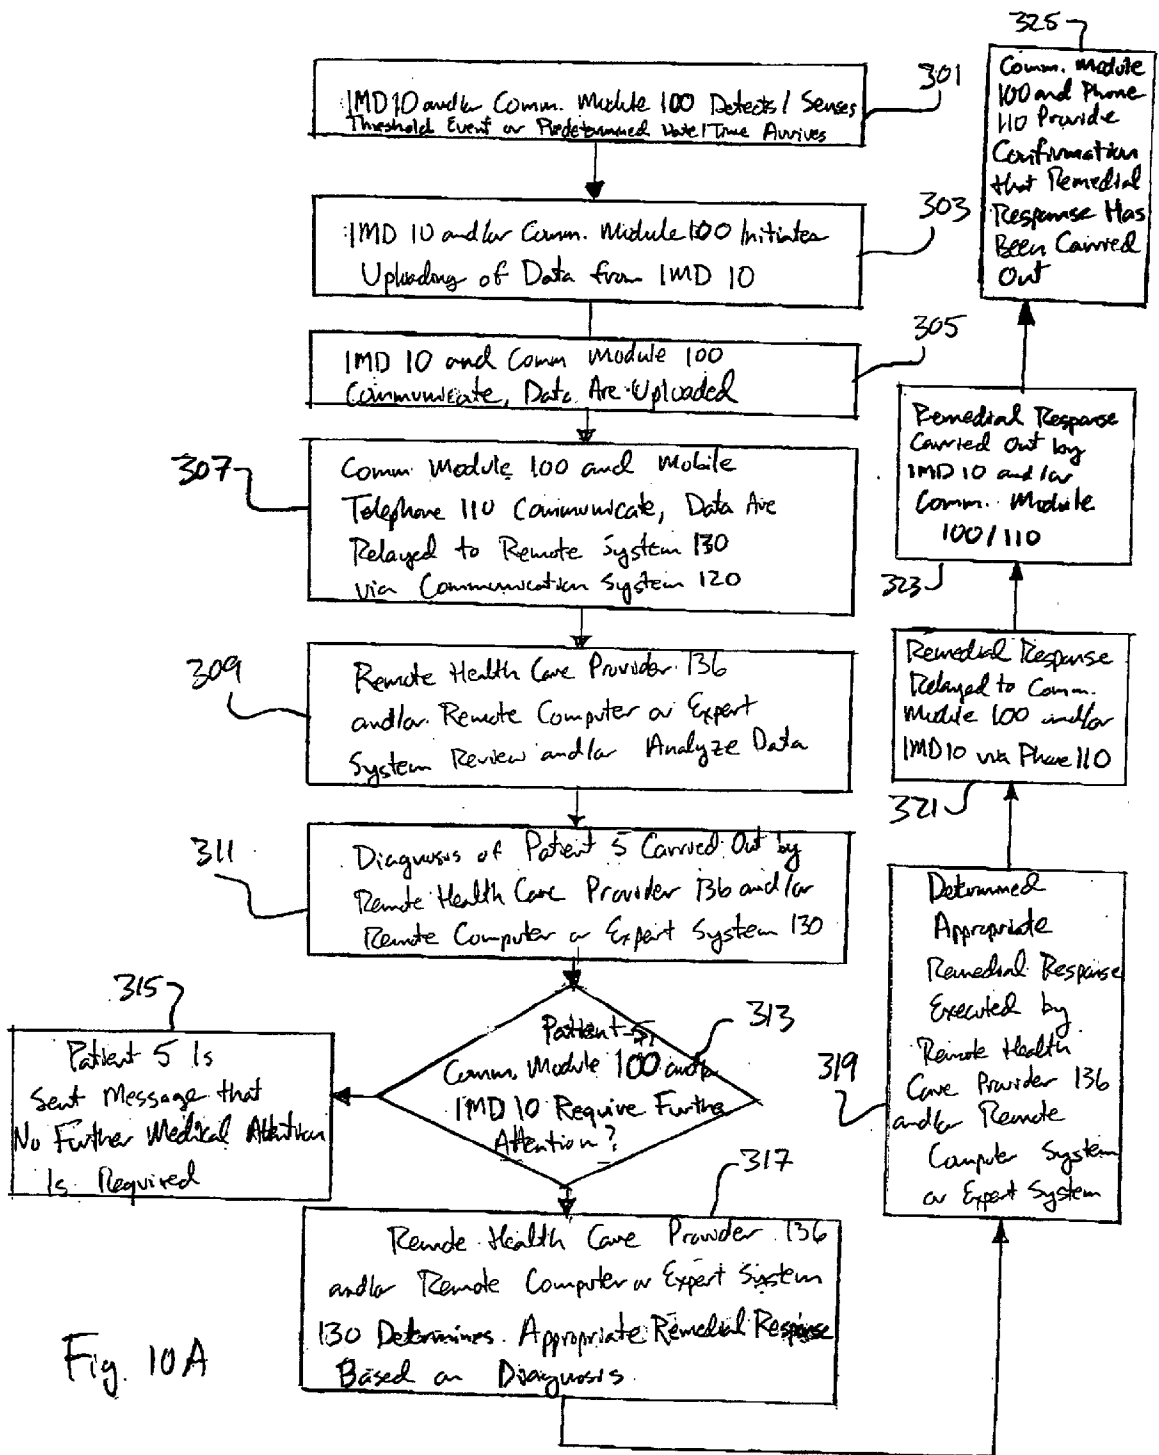 301
IMD 10 and/or Comm. Module 100 Detects / Senses
Threshold Event or Predetermined Date/Time Arrives
303
IMD 10 and/or Comm. Module 100 Initiates
Uploading of Data from IMD 10
305
IMD 10 and Comm Module 100
Communicate, Data Are Uploaded
307
Comm. Module 100 and Mobile
Telephone 110 Communicate, Data Are
Relayed to Remote System 130
via Communication System 120
309
Remote Health Care Provider 136
and/or Remote Computer or Expert
System Review and/or Analyze Data
311
Diagnosis of Patient 5 Carried Out by
Remote Health Care Provider 136 and/or
Remote Computer or Expert System 130
313
Patient 5,
Comm. Module 100 and/or
IMD 10 Require Further
Attention?
315
Patient 5 Is
Sent Message that
No Further Medical Attention
Is Required
317
Remote Health Care Provider 136
and/or Remote Computer or Expert System
130 Determines Appropriate Remedial Response
Based on Diagnosis
319
Determined
Appropriate
Remedial Response
Executed by
Remote Health
Care Provider 136
and/or Remote
Computer System
or Expert System
321
Remedial Response
Relayed to Comm.
Module 100 and/or
IMD 10 via Phone 110
323
Remedial Response
Carried Out by
IMD 10 and/or
Comm. Module
100/110
325
Comm. Module
100 and Phone
110 Provide
Confirmation
that Remedial
Response Has
Been Carried
Out
Fig. 10A